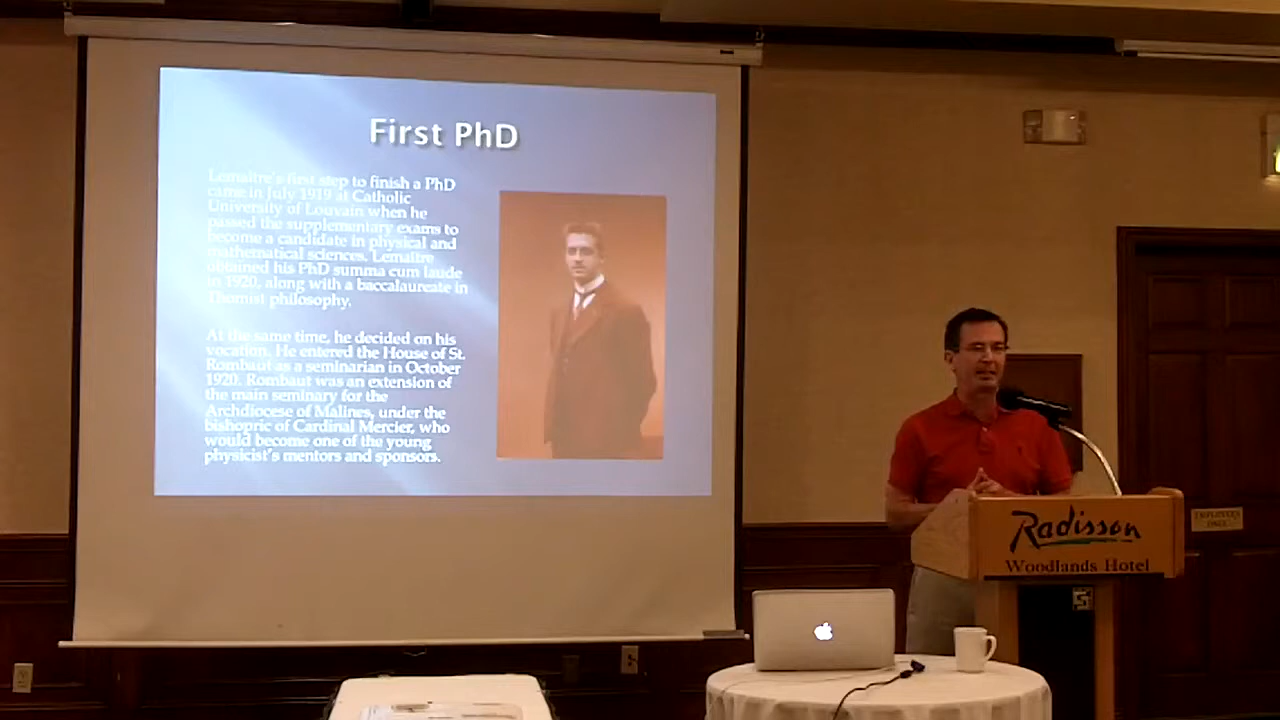 First PhD
Lemaître's first step to finish a PhD
came in July 1919 at Catholic
University of Louvain when he
passed the supplementary exams to
become a candidate in physical and
mathematical sciences. Lemaître
obtained his PhD summa cum laude
in 1920, along with a baccalaureate in
Thomist philosophy,
At the same time, he decided on his
vocation. He entered the House of St.
Rombaut as a seminarian in October
1920. Rombaut was an extension of
the main seminary for the
Archdiocese of Malines, under the
bishopric of Cardinal Mercier, who
would become one of the young
physicist's mentors and sponsors.
Radisson
Woodlands Hotel
EMPLOYEES
ONLY